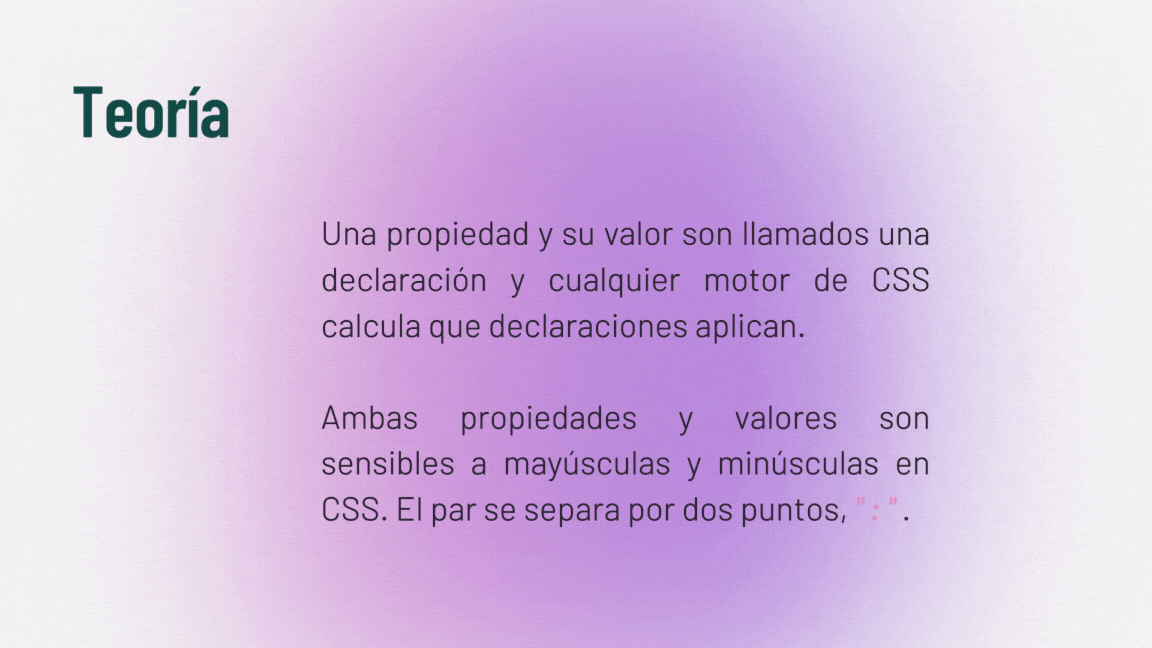 Teoría
Una propiedad y su valor son llamados una
declaración y cualquier motor de CSS
calcula que declaraciones aplican.
Ambas propiedades y valores son
sensibles a mayúsculas y minúsculas en
CSS. El par se separa por dos puntos, ":".